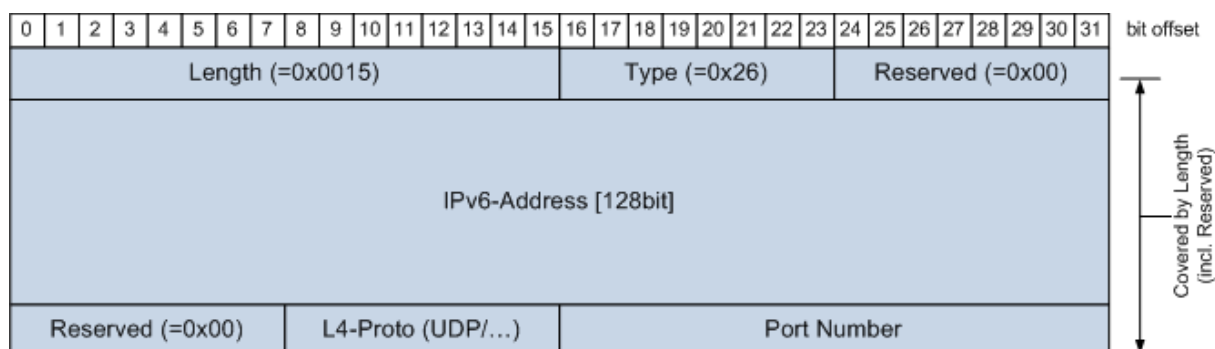 0 1 2 3 4 5 6 7 8 9 10 11 12 13 14 15 16 17 18 19 20 21 22 23 24 25 26 27 28 29 30 31 bit offset
Length (=0x0015) Type (=0x26) Reserved (=0x00)
IPv6-Address [128bit]
Covered by Length
(incl. Reserved)
Reserved (=0x00) L4-Proto (UDP/...) Port Number